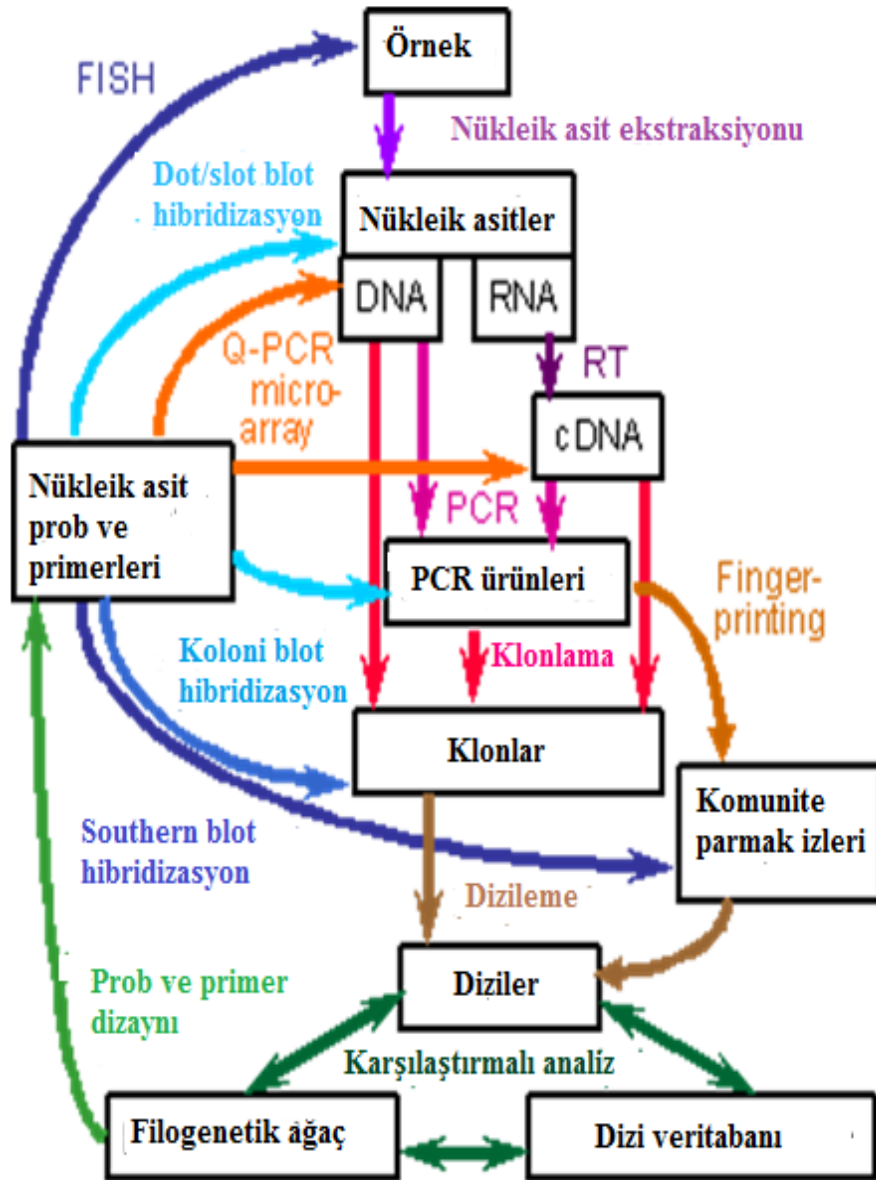 Örnek
FISH
Nükleik asit ekstraksiyonu
Dot/slot blot
hibridizasyon
Nükleik asitler
DNA
RNA
Q-PCR
micro-
array
RT
cDNA
Nükleik asit
prob ve
primerleri
PCR
PCR ürünleri
Finger-
printing
Koloni blot
hibridizasyon
Klonlama
Klonlar
Komunite
parmak izleri
Southern blot
hibridizasyon
Dizileme
Prob ve primer
dizaynı
Diziler
Karşılaştırmalı analiz
Filogenetik ağaç
Dizi veritabanı